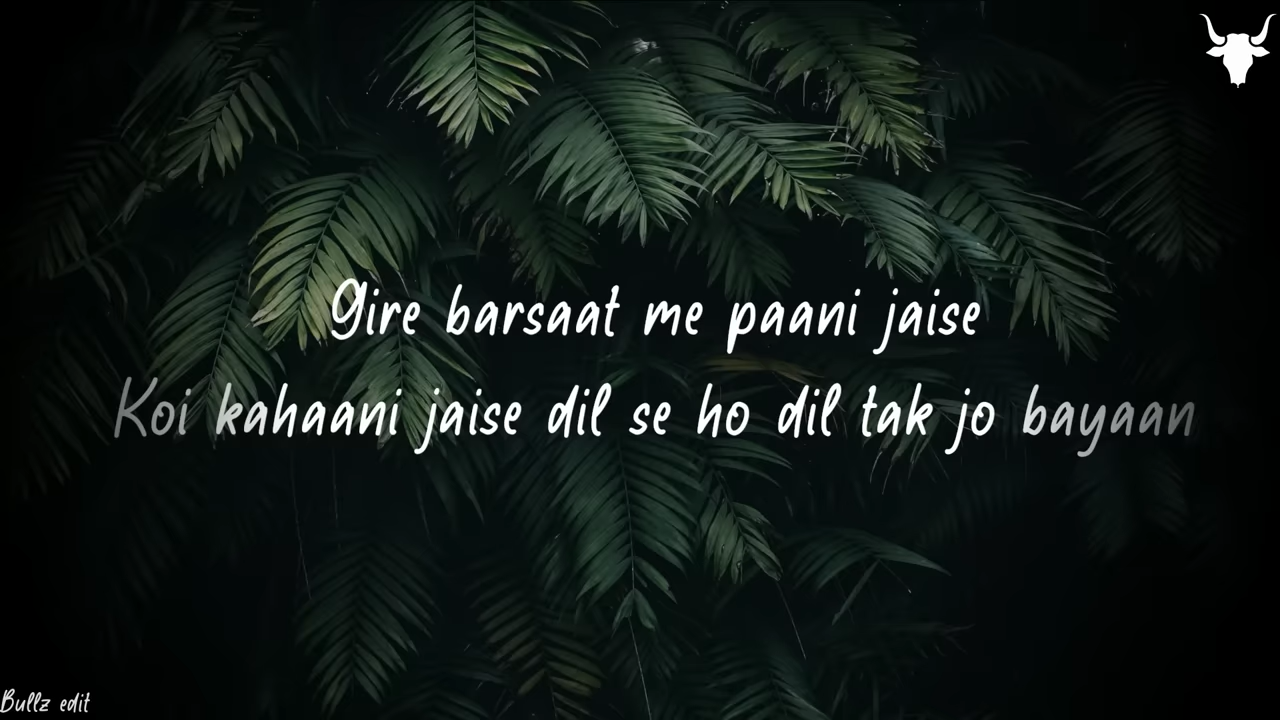 Gire barsaat me paani jaise
Koi kahaani jaise dil se ho dil tak jo bayaan
Bullz edit